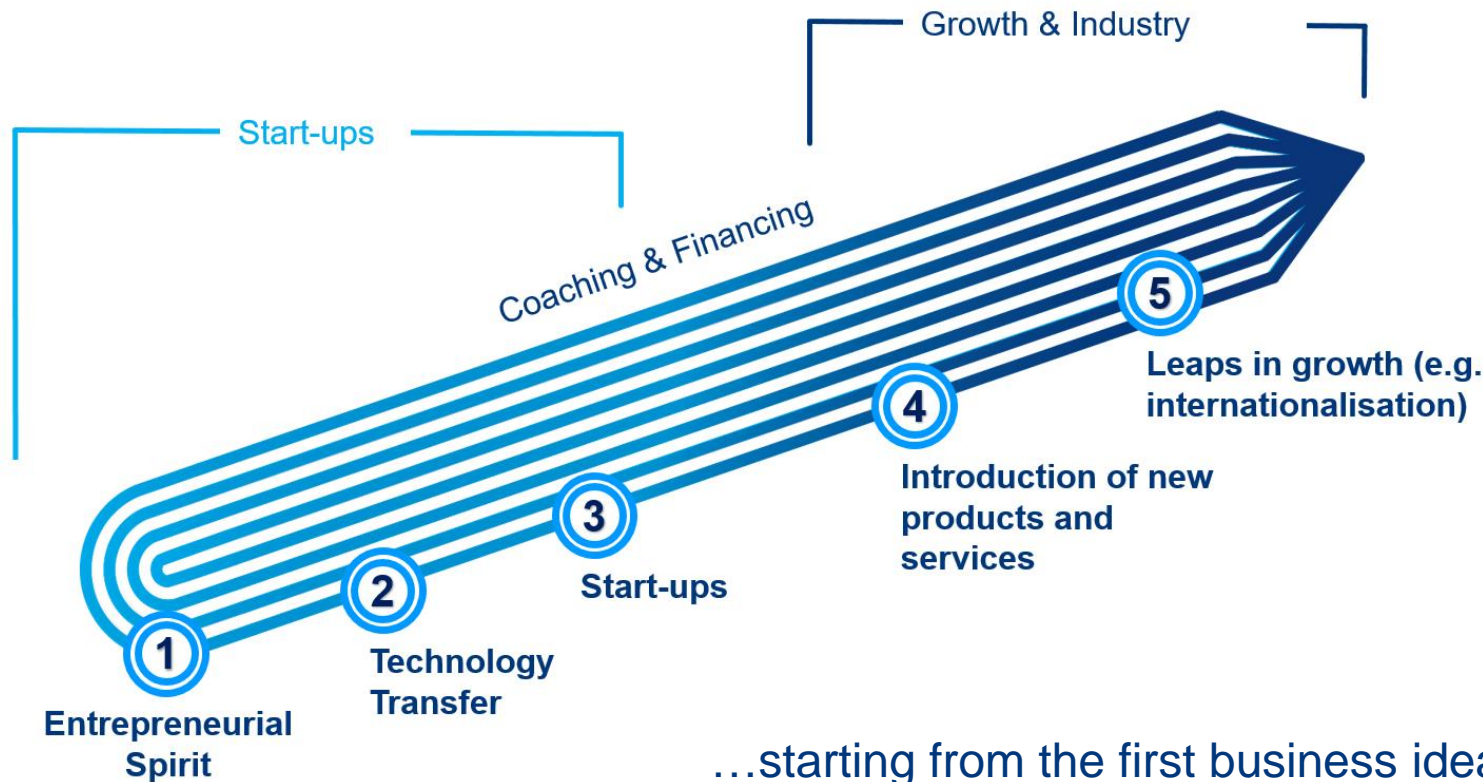 Growth & Industry
Start-ups
Coaching & Financing
5
Leaps in growth (e.g.
internationalisation)
4
Introduction of new
products and
services
3
Start-ups
2
Technology
Transfer
1
Entrepreneurial
Spirit
…starting from the first business idea